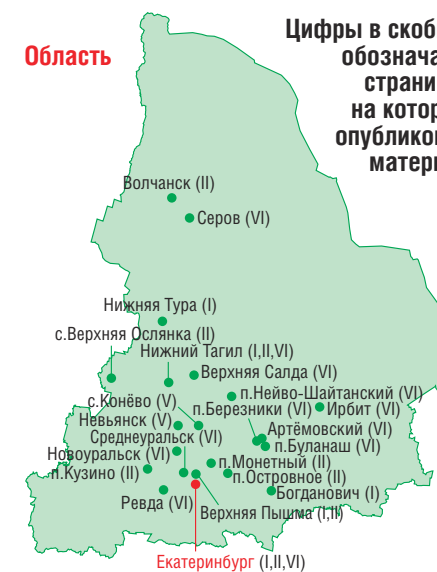 Область
Цифры в скоб
обознача
страни
на котор
опубликов
матери
Волчанск (II)
Серов (VI)
Нижняя Тура (I)
с.Верхняя Ослянка (II)
Нижний Тагил (I,II,VI)
Верхняя Салда (VI)
п.Нейво-Шайтанский (VI)
с.Конёво (V)
п.Березники (VI)
Ирбит (VI)
Невьянск (V)
Артёмовский (VI)
Среднеуральск (VI)
п.Буланаш (VI)
Новоуральск (VI)
п.Монетный (II)
п.Кузино (II)
п.Островное (II)
Богданович (I)
Ревда (VI)
Верхняя Пышма (I,II)
Екатеринбург (I,II,VI)